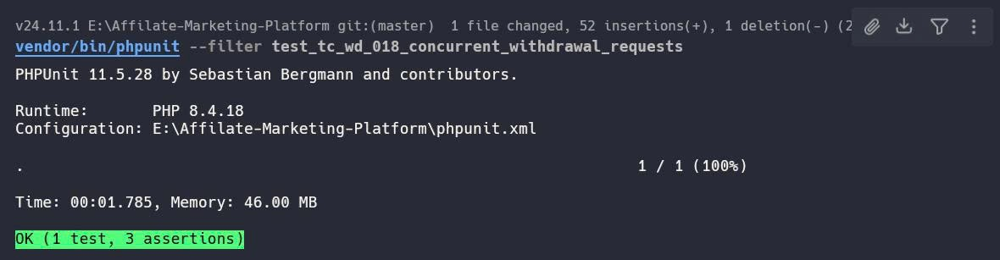 v24.11.1 E:\Affilate-Marketing-Platform git:(master)  1 file changed, 52 insertions(+), 1 deletion(-) (2
vendor/bin/phpunit --filter test_tc_wd_018_concurrent_withdrawal_requests
PHPUnit 11.5.28 by Sebastian Bergmann and contributors.
Runtime:       PHP 8.4.18
Configuration: E:\Affilate-Marketing-Platform\phpunit.xml
.                                                                   1 / 1 (100%)
Time: 00:01.785, Memory: 46.00 MB
OK (1 test, 3 assertions)